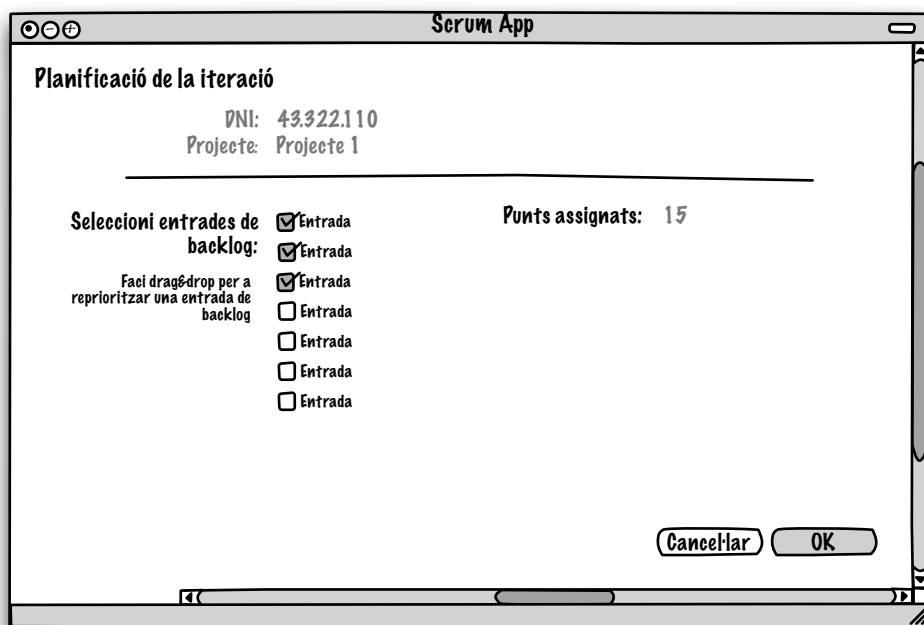 Scrum App
Planificació de la iteració
DNI: 43.322.110
Projecte: Projecte 1
Seleccioni entrades de
backlog:
Faci drag&drop per a
reprioritzar una entrada de
backlog
Entrada
Entrada
Entrada
Entrada
Entrada
Entrada
Entrada
Punts assignats: 15
Cancel·lar
OK